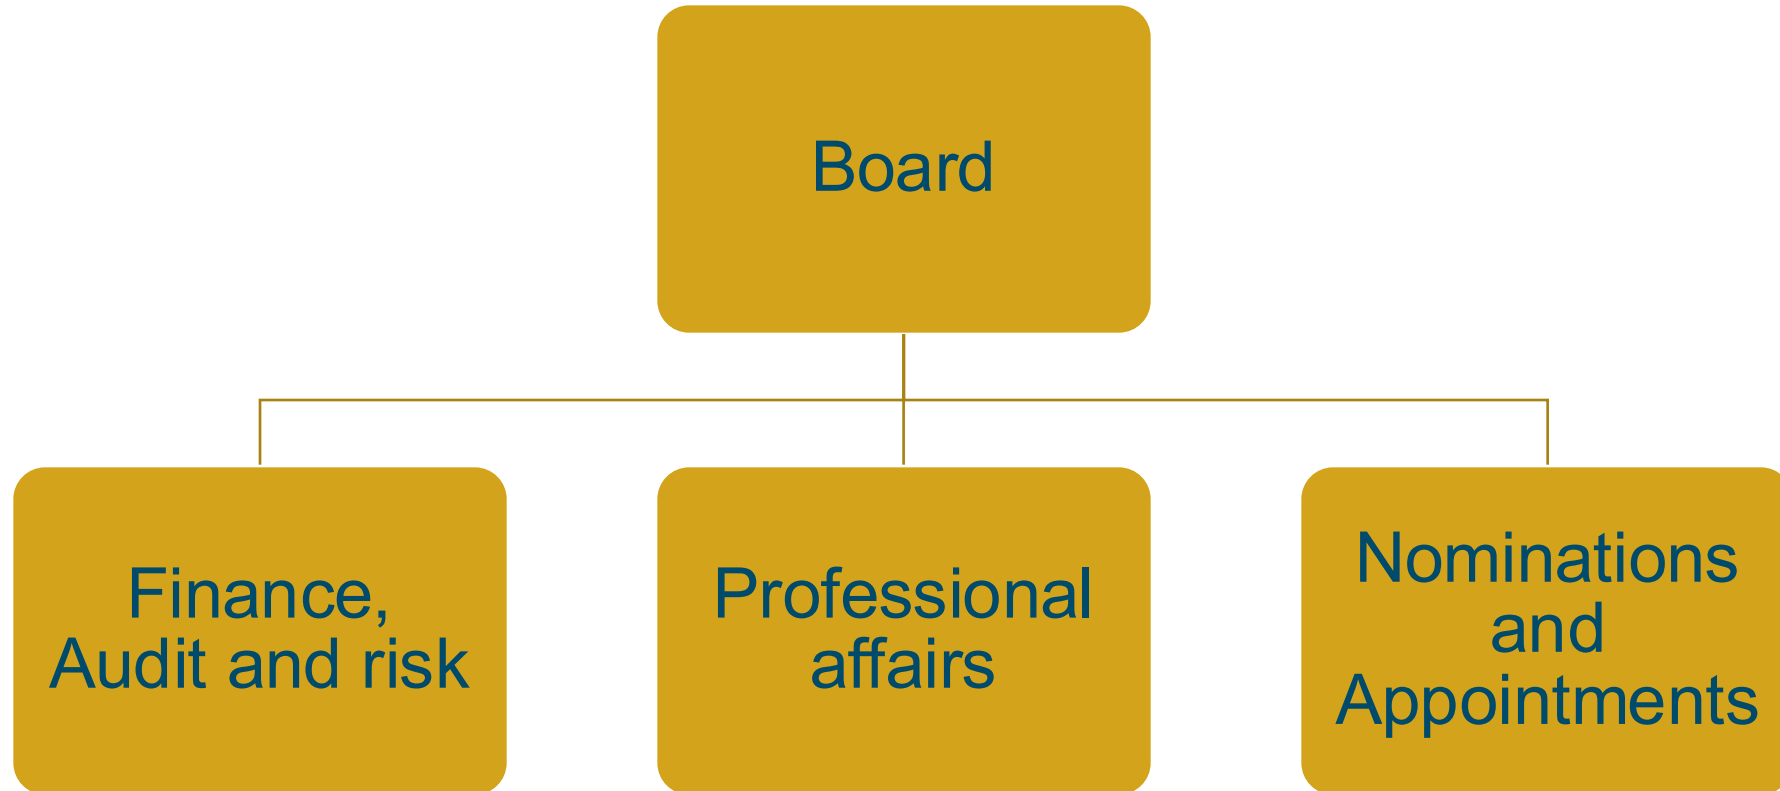 Board
Finance,
Audit and risk
Professional
affairs
Nominations
and
Appointments